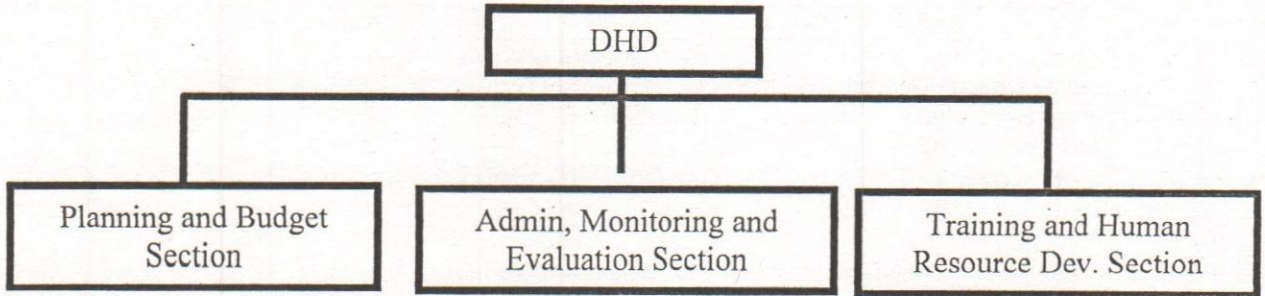 DHD
Planning and Budget
Section
Admin, Monitoring and
Evaluation Section
Training and Human
Resource Dev. Section